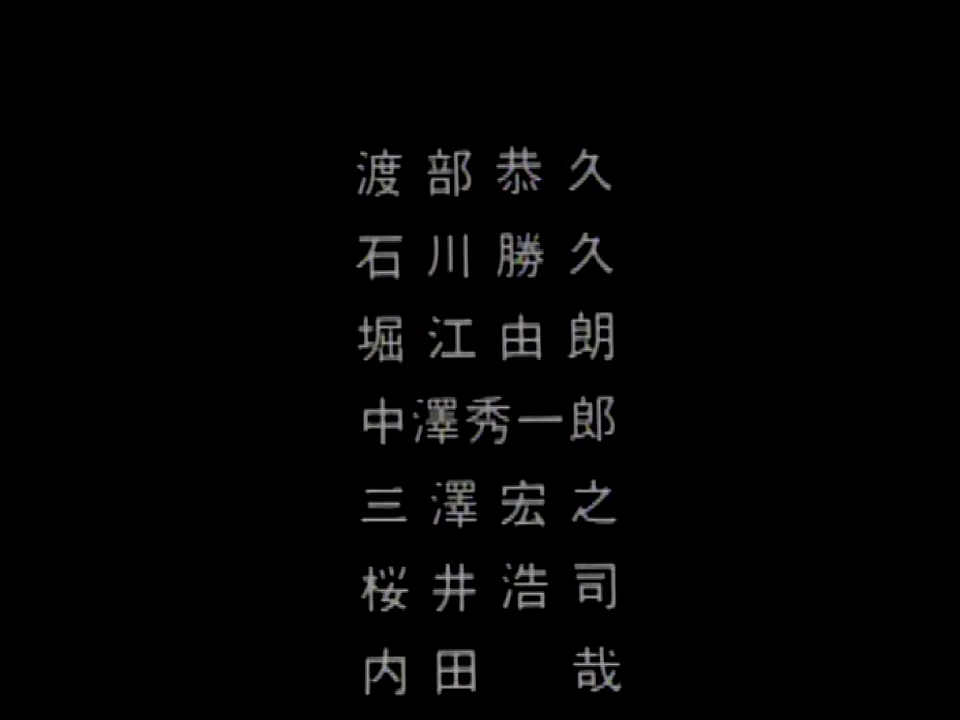 渡部恭久
石川勝久
堀江由朗
中澤秀一郎
三澤宏之
桜井浩司
内田 哉